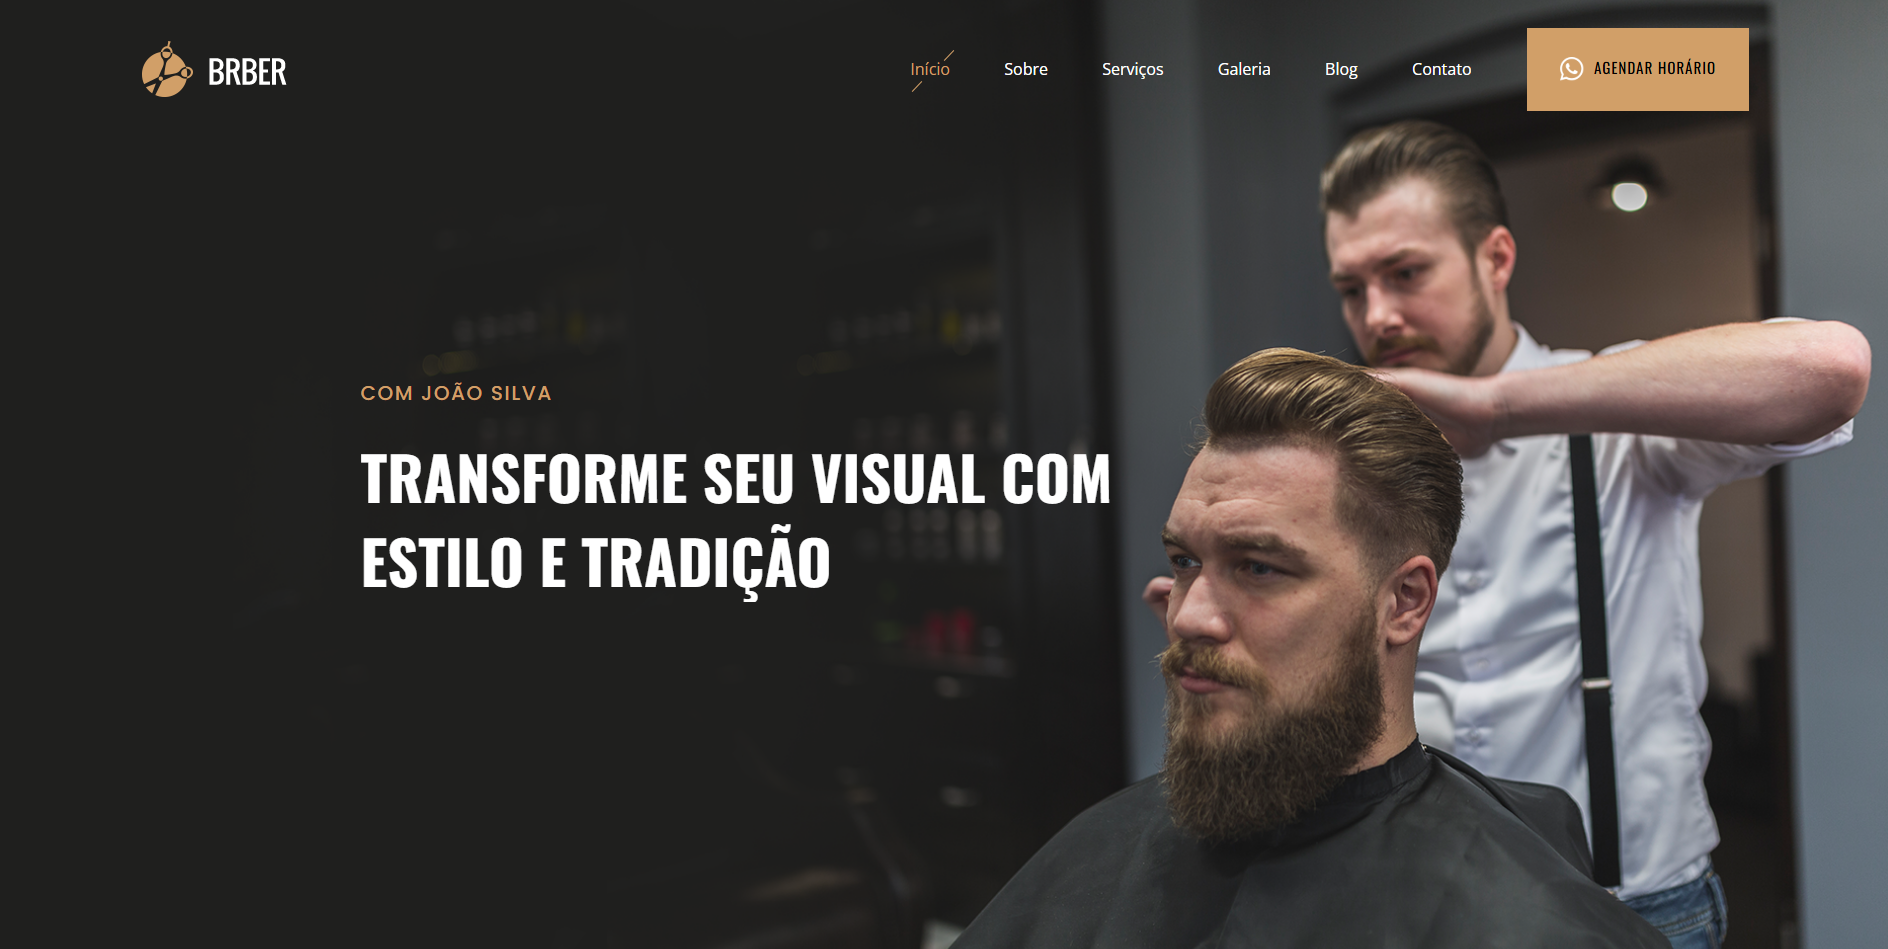 BRBER
Início
Sobre
Serviços
Galeria
Blog
Contato
AGENDAR HORÁRIO
COM JOÃO SILVA
TRANSFORME SEU VISUAL COM
ESTILO E TRADIÇÃO